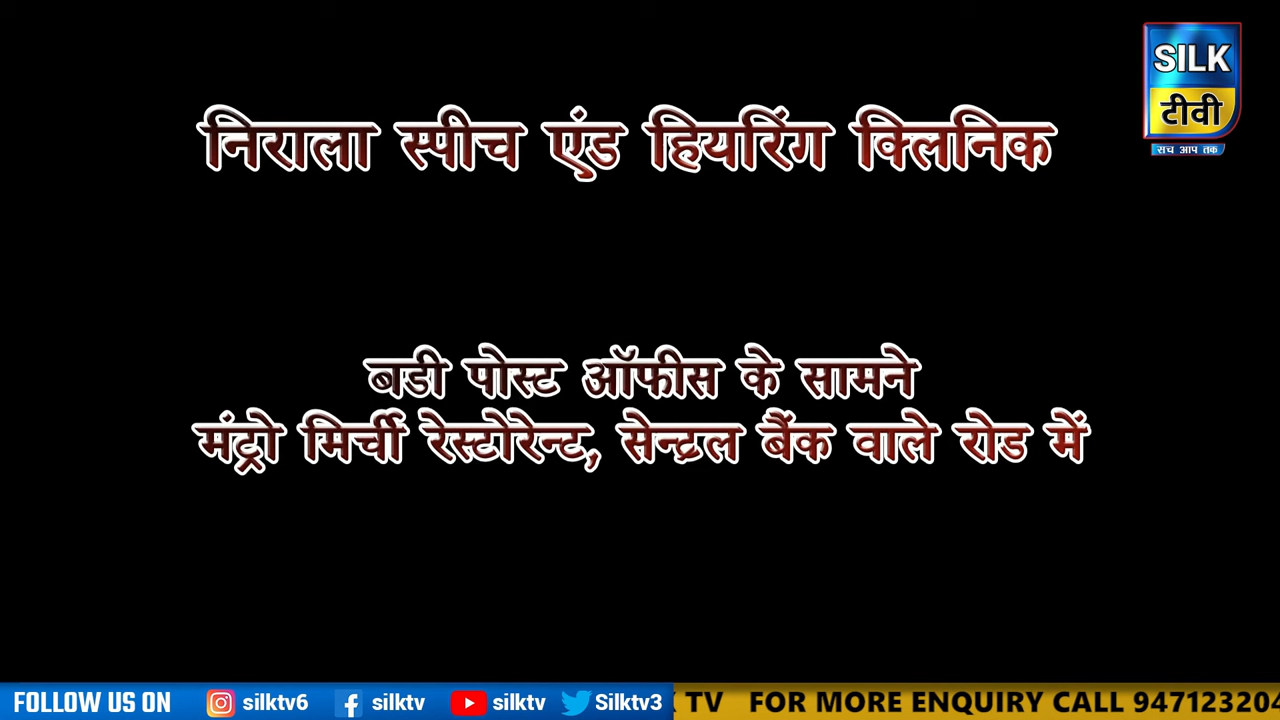 SILK
टीवी
सच आप तक
निराला स्पीच एंड हियरिंग क्लिनिक
बडी पोस्ट ऑफीस के सामने
मंट्रो मिर्ची रेस्टोरेन्ट, सेन्ट्रल बैंक वाले रोड में
FOLLOW US ON silktv6 silktv silktv Silktv3 K TV FOR MORE ENQUIRY CALL 947123204